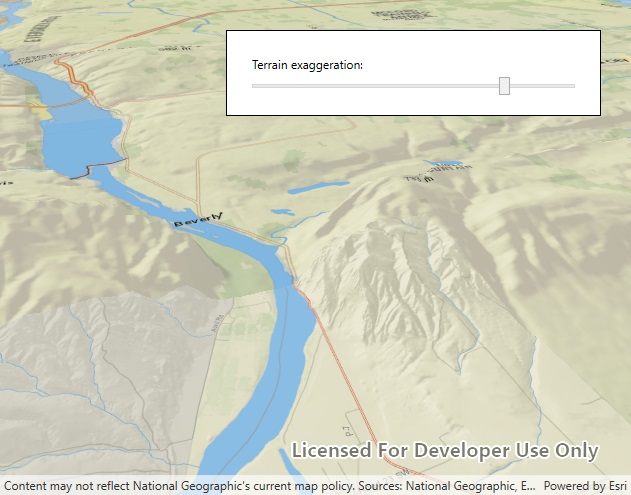 Terrain exaggeration:
Beverly
Licensed For Developer Use Only
Content may not reflect National Geographic's current map policy. Sources: National Geographic, E... Powered by Esri